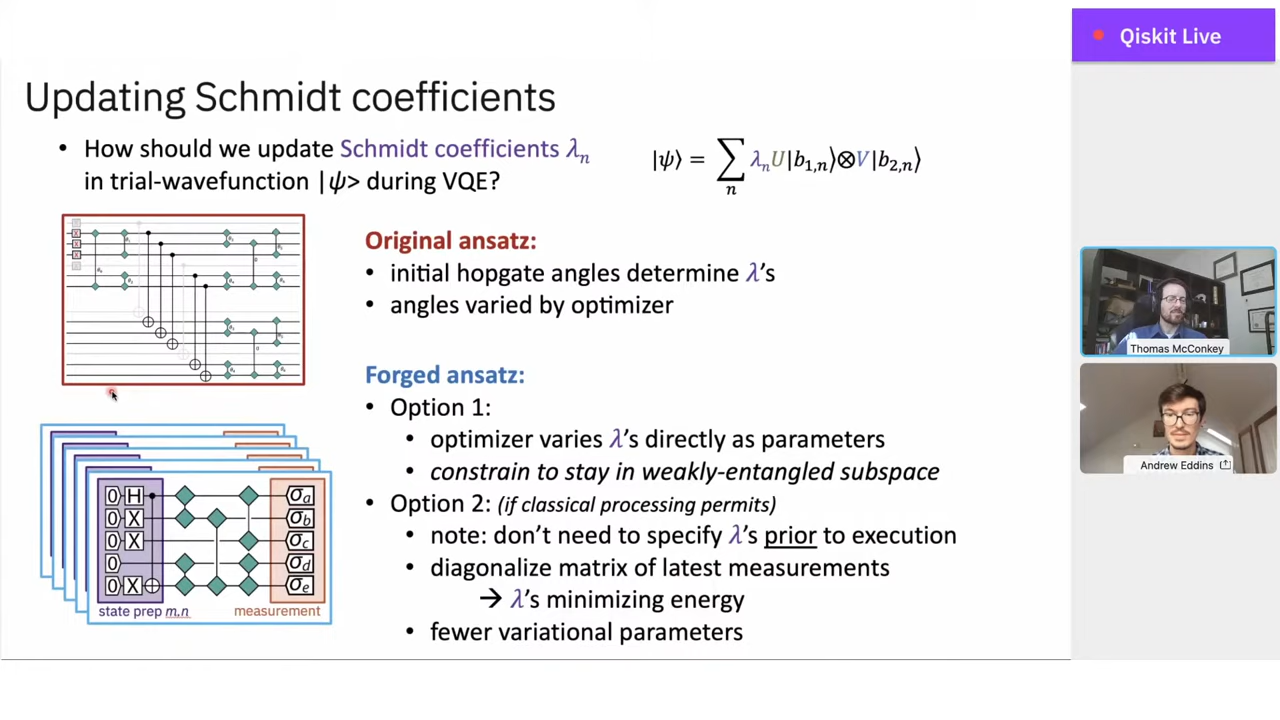 Qiskit Live
Updating Schmidt coefficients
• How should we update Schmidt coefficients λn
in trial-wavefunction |ψ> during VQE?
|ψ⟩ = ∑n λnU|b1,n⟩⊗V|b2,n⟩
Original ansatz:
• initial hopgate angles determine λ's
• angles varied by optimizer
Forged ansatz:
• Option 1:
• optimizer varies λ's directly as parameters
• constrain to stay in weakly-entangled subspace
• Option 2: (if classical processing permits)
• note: don't need to specify λ's prior to execution
• diagonalize matrix of latest measurements
→ λ's minimizing energy
• fewer variational parameters
0 H σa
0 X σb
0 X σc
0 σd
0 X σe
state prep m,n measurement
Thomas McConkey
Andrew Eddins